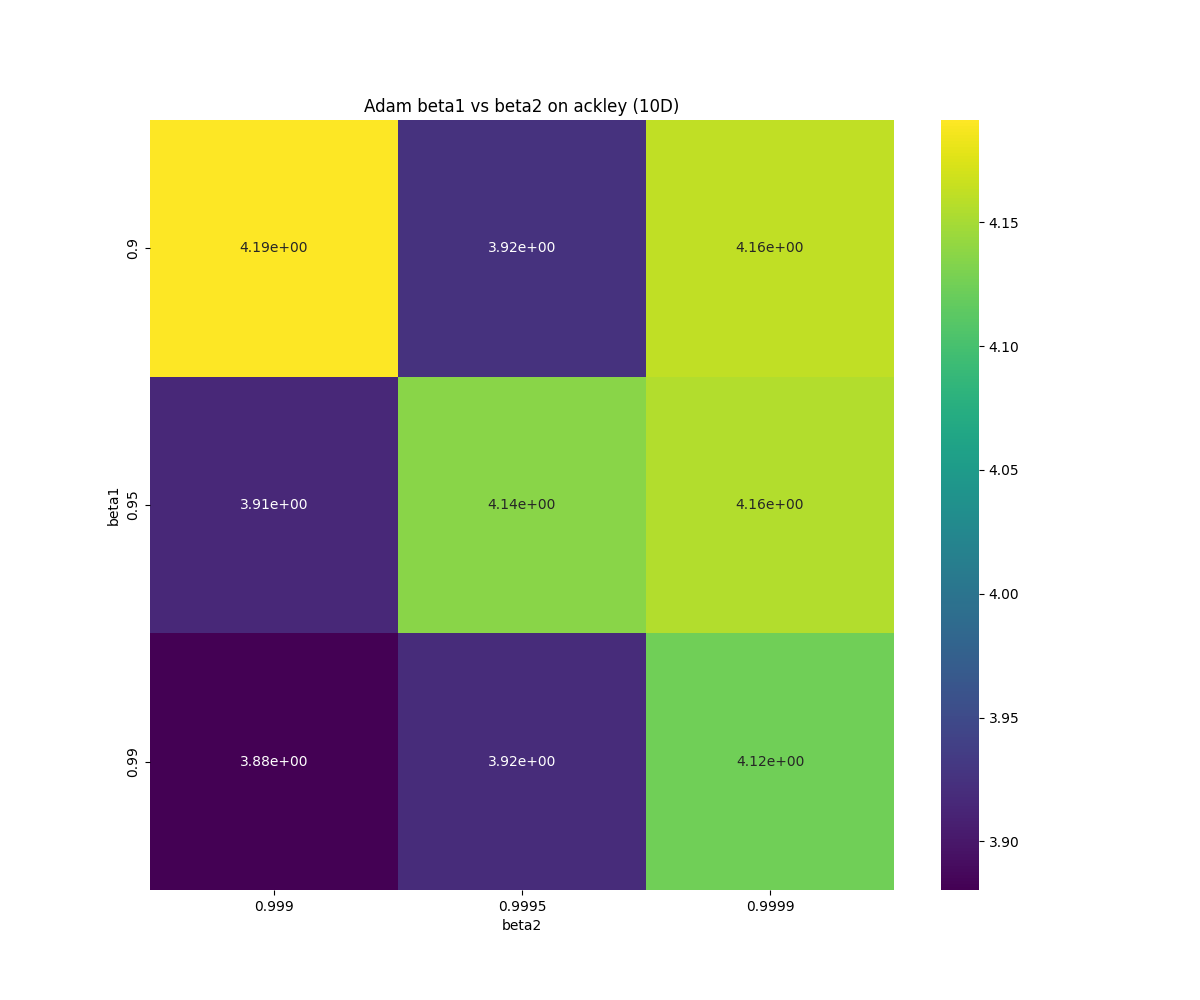 Adam beta1 vs beta2 on ackley (10D)
0.9
4.19e+00
3.92e+00
4.16e+00
4.15
4.10
beta1
0.95
3.91e+00
4.14e+00
4.16e+00
4.05
4.00
0.99
3.88e+00
3.92e+00
4.12e+00
3.95
3.90
0.999
0.9995
0.9999
beta2